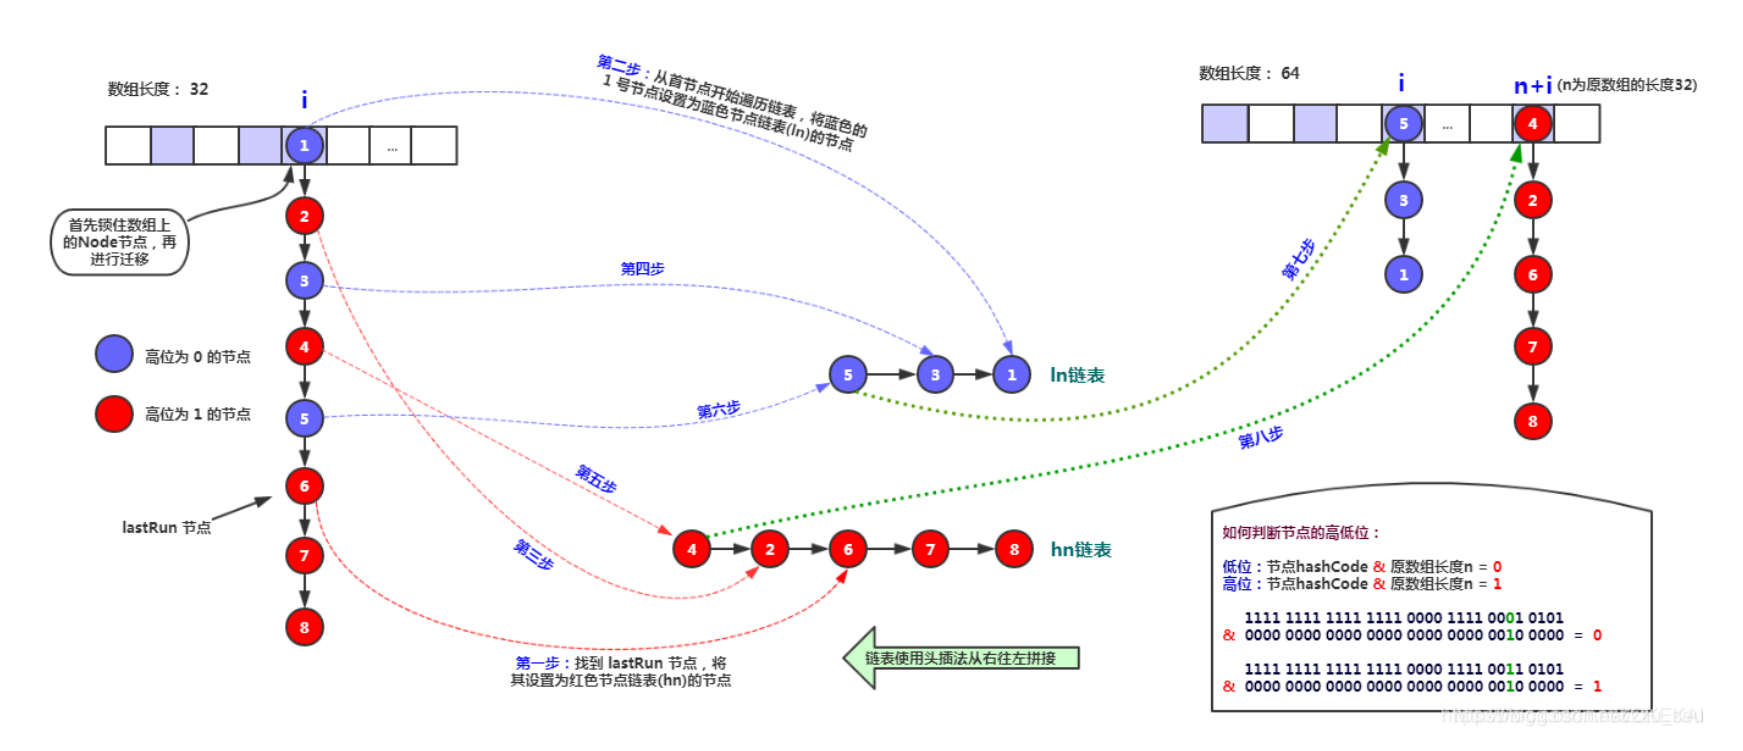 数组长度： 32
i
1
...
首先锁住数组上
的Node节点，再
进行迁移
2
3
4
5
6
7
8
高位为 0 的节点
高位为 1 的节点
lastRun 节点
第二步：从首节点开始遍历链表，将蓝色的
1 号节点设置为蓝色节点链表(ln)的节点
第四步
第六步
第五步
第三步
第一步：找到 lastRun 节点，将
其设置为红色节点链表(hn)的节点
5
3
1
ln链表
4
2
6
7
8
hn链表
链表使用头插法从右往左拼接
第七步
第八步
数组长度： 64
i
n+i (n为原数组的长度32)
5
...
4
3
2
1
6
7
8
如何判断节点的高低位：
低位：节点hashCode & 原数组长度n = 0
高位：节点hashCode & 原数组长度n = 1
1111 1111 1111 1111 0000 1111 0001 0101
& 0000 0000 0000 0000 0000 0000 0010 0000 = 0
1111 1111 1111 1111 0000 1111 0011 0101
& 0000 0000 0000 0000 0000 0000 0010 0000 = 1